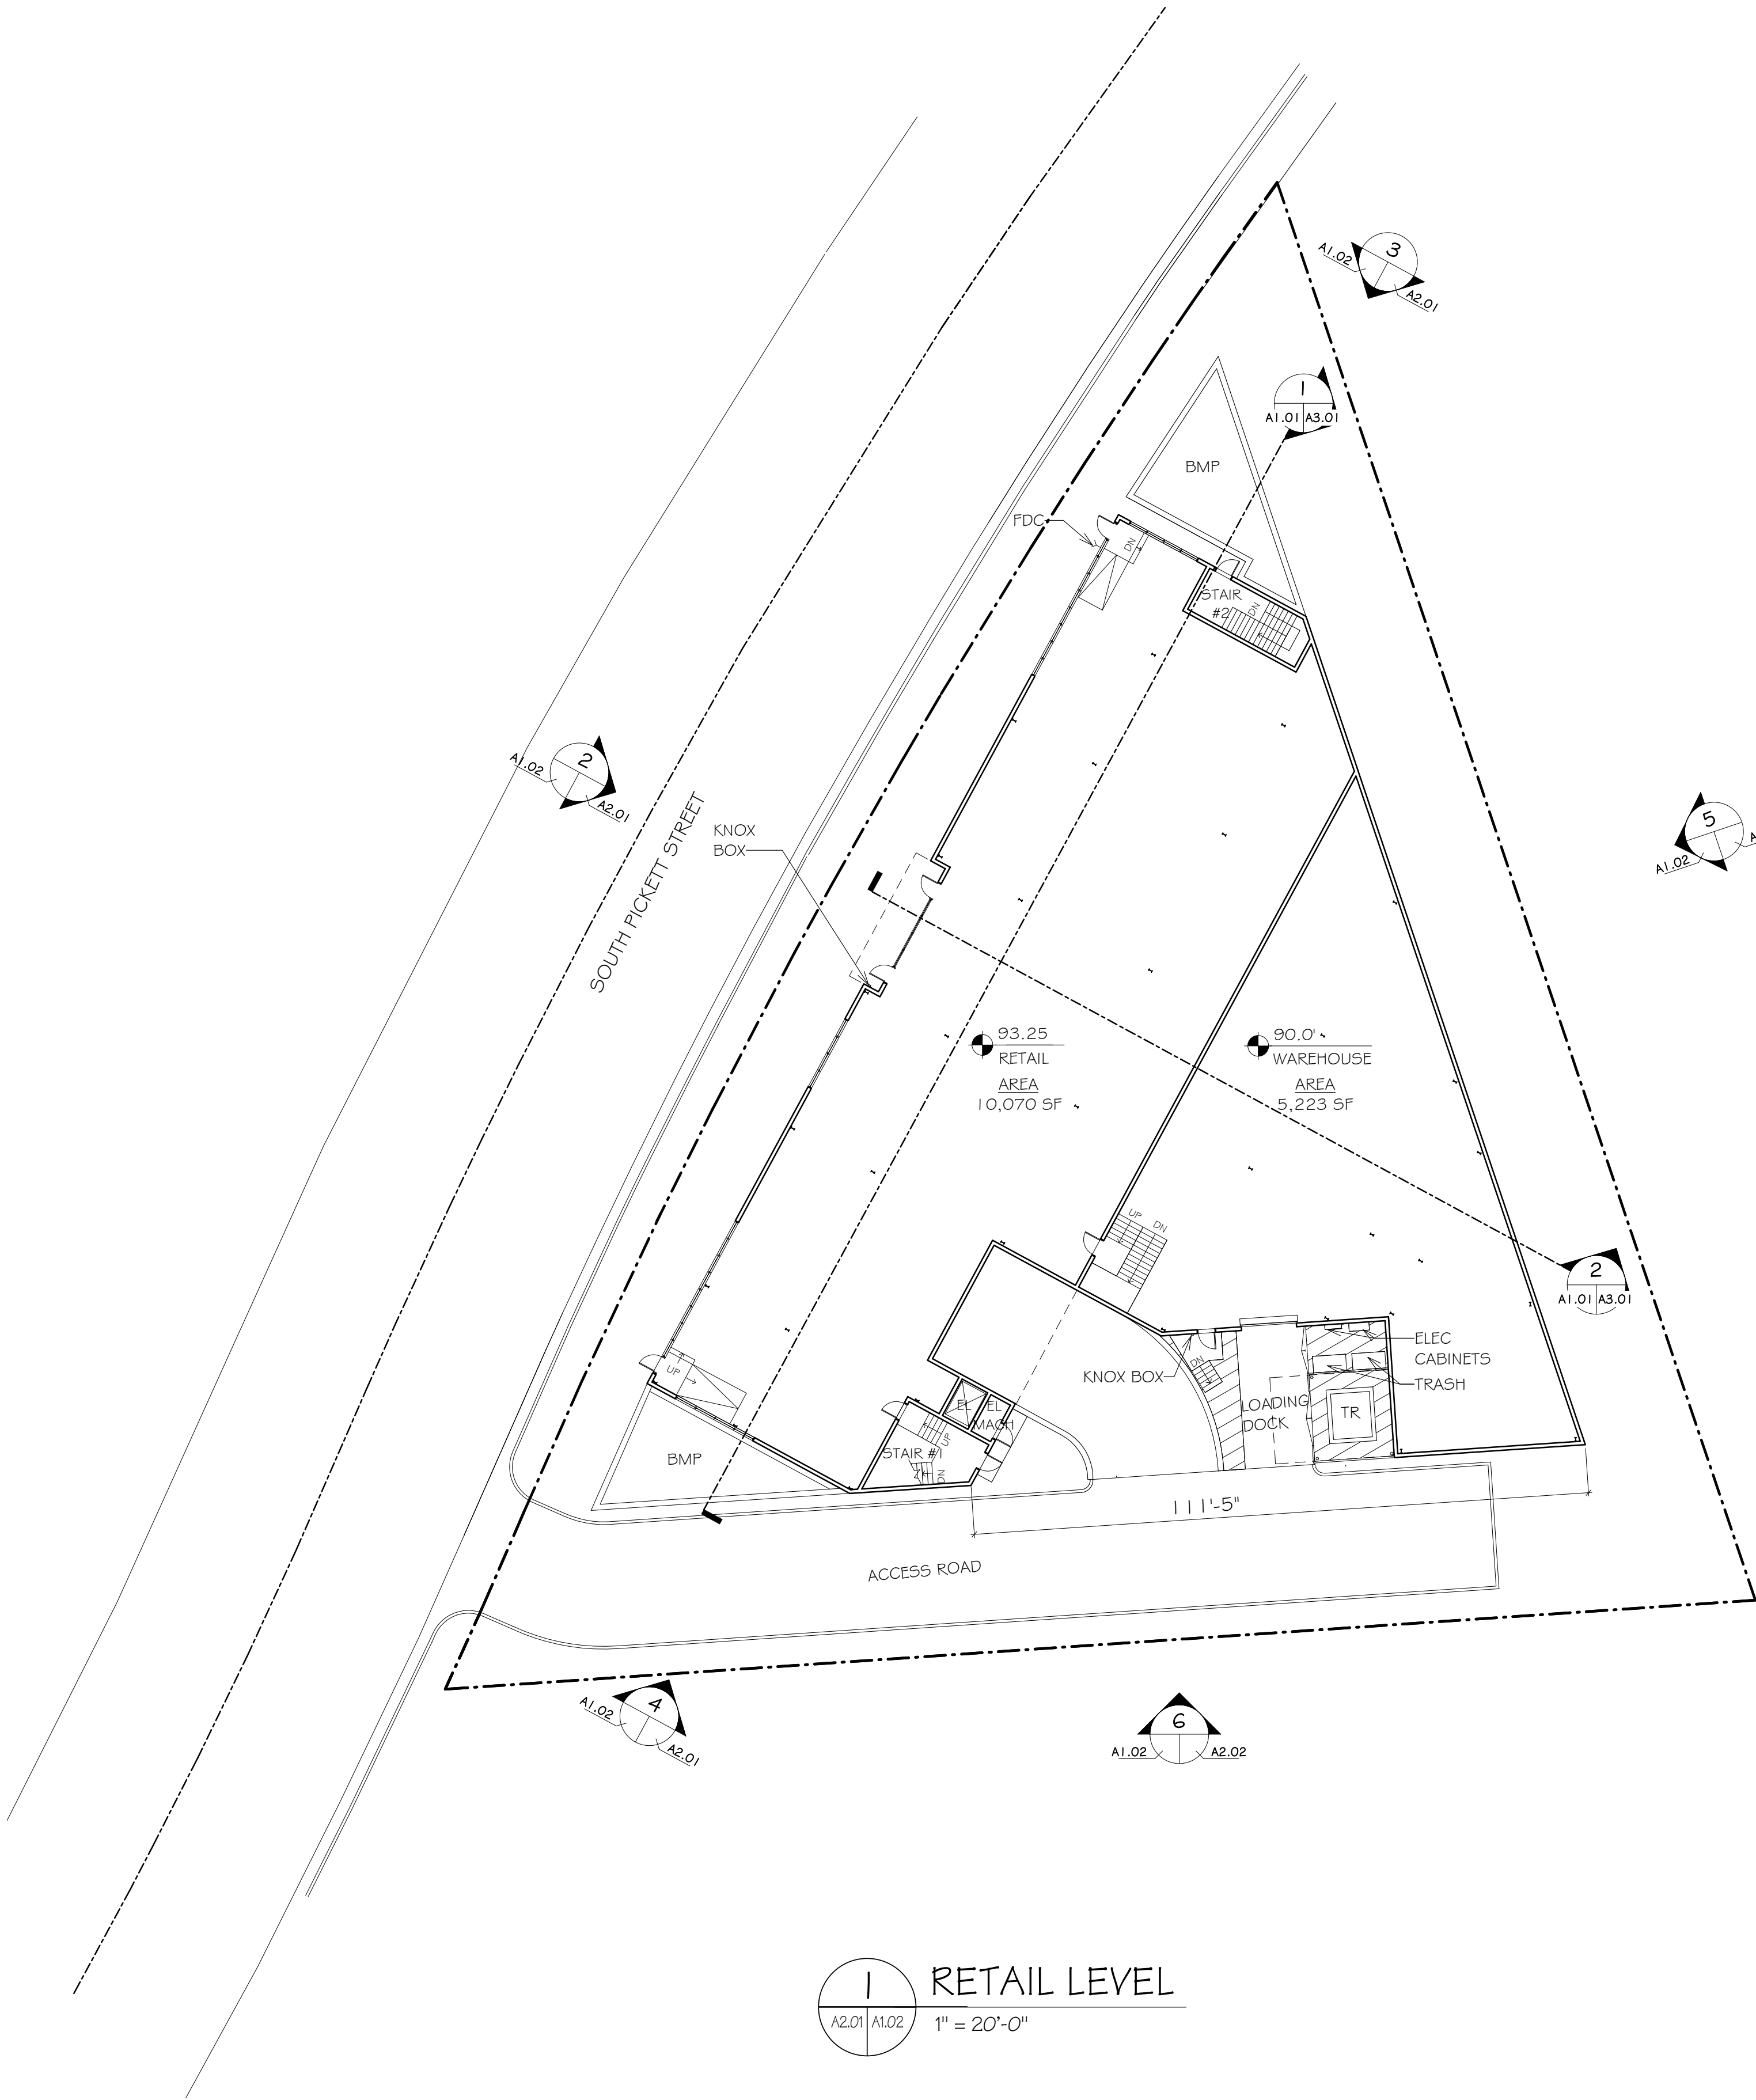 3
A1.02
A2.01
1
A1.01 A3.01
BMP
FDC
DN
STAIR
#2
DN
2
A1.02
A2.01
SOUTH PICKETT STREET
KNOX
BOX
5
A1.02
A
93.25
RETAIL
AREA
10,070 SF
90.0'
WAREHOUSE
AREA
5,223 SF
UP
DN
2
A1.01 A3.01
ELEC
CABINETS
TRASH
KNOX BOX
DN
LOADING
DOCK
TR
UP
EL
EL
MACH
STAIR #1
UP
DN
BMP
111'-5"
ACCESS ROAD
4
A1.02
A2.01
6
A1.02
A2.02
1
A2.01 A1.02
RETAIL LEVEL
1" = 20'-0"